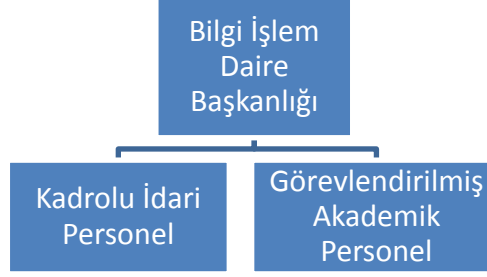 Bilgi İşlem
Daire
Başkanlığı
Kadrolu İdari
Personel
Görevlendirilmiş
Akademik
Personel